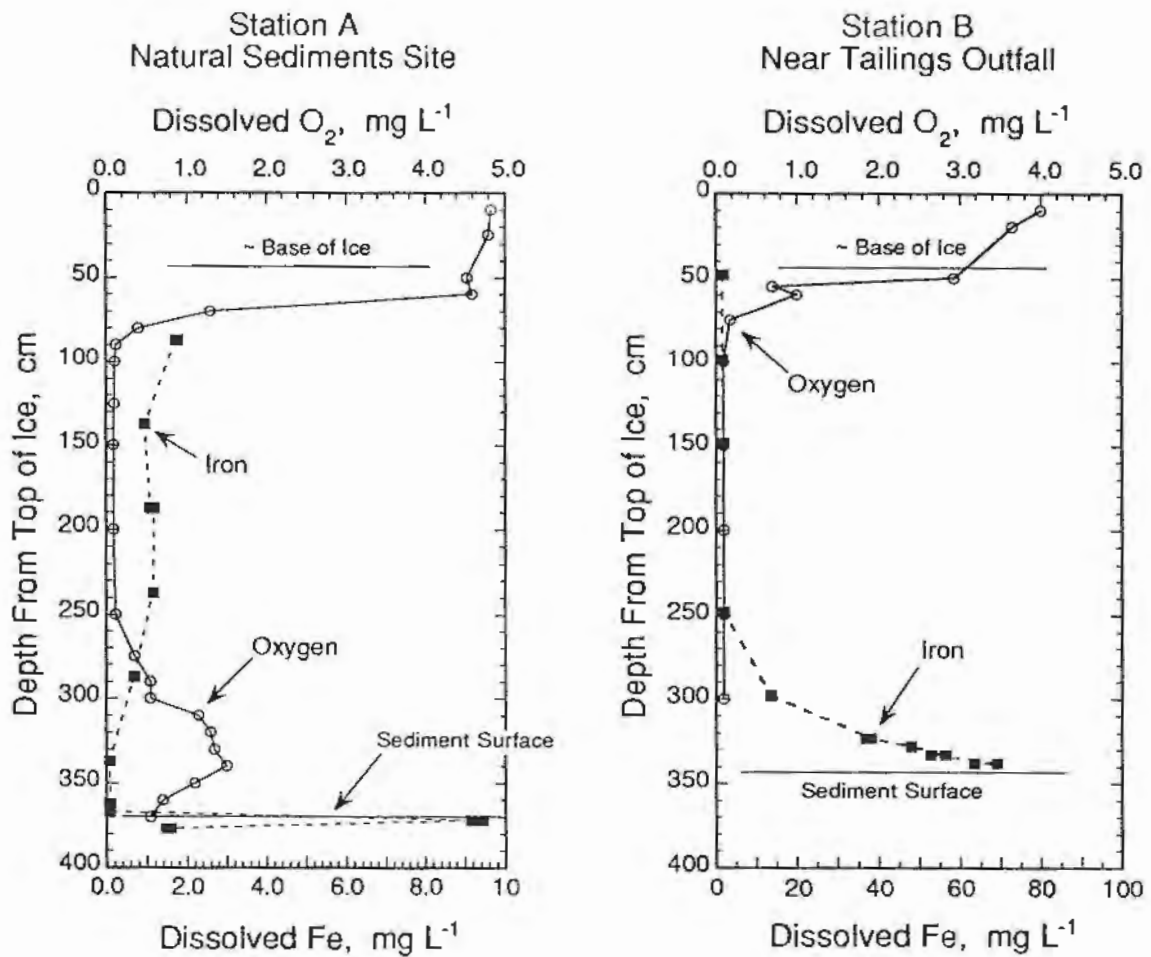 Station A
Natural Sediments Site
Dissolved O2, mg L-1
0.0 1.0 2.0 3.0 4.0 5.0
0
50
100
150
200
250
300
350
400
Depth From Top of Ice, cm
~ Base of Ice
Iron
Oxygen
Sediment Surface
0.0 2.0 4.0 6.0 8.0 10
Dissolved Fe, mg L-1
Station B
Near Tailings Outfall
Dissolved O2, mg L-1
0.0 1.0 2.0 3.0 4.0 5.0
0
50
100
150
200
250
300
350
400
Depth From Top of Ice, cm
~ Base of Ice
Oxygen
Iron
Sediment Surface
0 20 40 60 80 100
Dissolved Fe, mg L-1